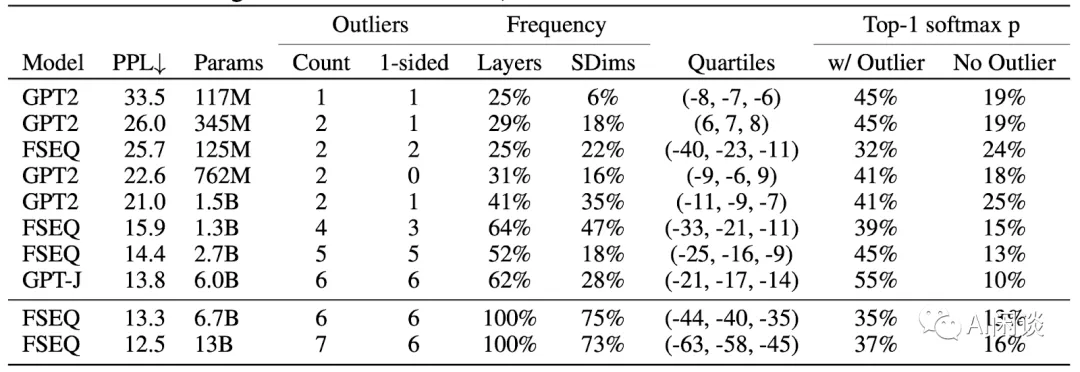 Outliers Frequency Top-1 softmax p
Model PPL↓ Params Count 1-sided Layers SDims Quartiles w/ Outlier No Outlier
GPT2 33.5 117M 1 1 25% 6% (-8, -7, -6) 45% 19%
GPT2 26.0 345M 2 1 29% 18% (6, 7, 8) 45% 19%
FSEQ 25.7 125M 2 2 25% 22% (-40, -23, -11) 32% 24%
GPT2 22.6 762M 2 0 31% 16% (-9, -6, 9) 41% 18%
GPT2 21.0 1.5B 2 1 41% 35% (-11, -9, -7) 41% 25%
FSEQ 15.9 1.3B 4 3 64% 47% (-33, -21, -11) 39% 15%
FSEQ 14.4 2.7B 5 5 52% 18% (-25, -16, -9) 45% 13%
GPT-J 13.8 6.0B 6 6 62% 28% (-21, -17, -14) 55% 10%
FSEQ 13.3 6.7B 6 6 100% 75% (-44, -40, -35) 35%
FSEQ 12.5 13B 7 6 100% 73% (-63, -58, -45) 37% 16%